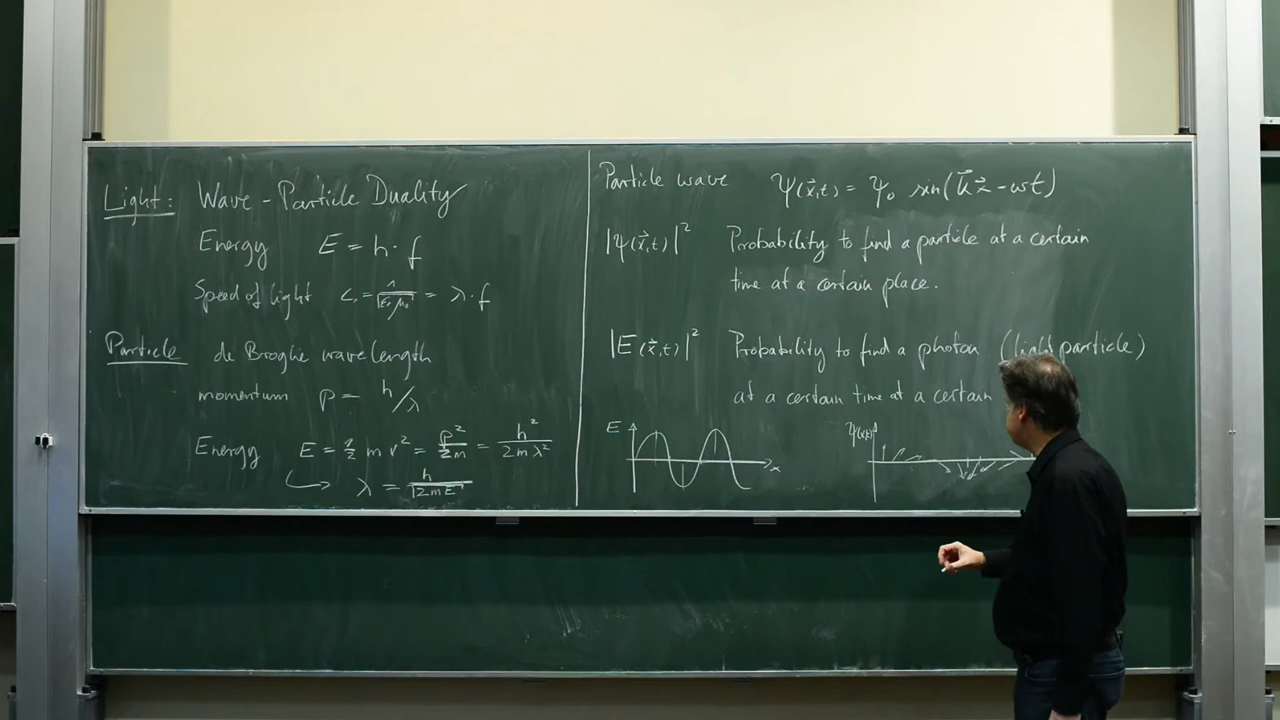 Light: Wave-Particle Duality
Energy E = h · f
Speed of light c = 1/√(ε₀ μ₀) = λ · f
Particle de Broglie wavelength
momentum p = h/λ
Energy E = 1/2 m v² = p²/2m = h²/2mλ²
↳ λ = h/√(2mE)
Particle wave ψ(x⃗,t) = ψ₀ sin(k⃗x⃗ - ωt)
|ψ(x⃗,t)|² Probability to find a particle at a certain
time at a certain place.
|E(x⃗,t)|² Probability to find a photon (light particle)
at a certain time at a certain
E
x
ψ(x,t)